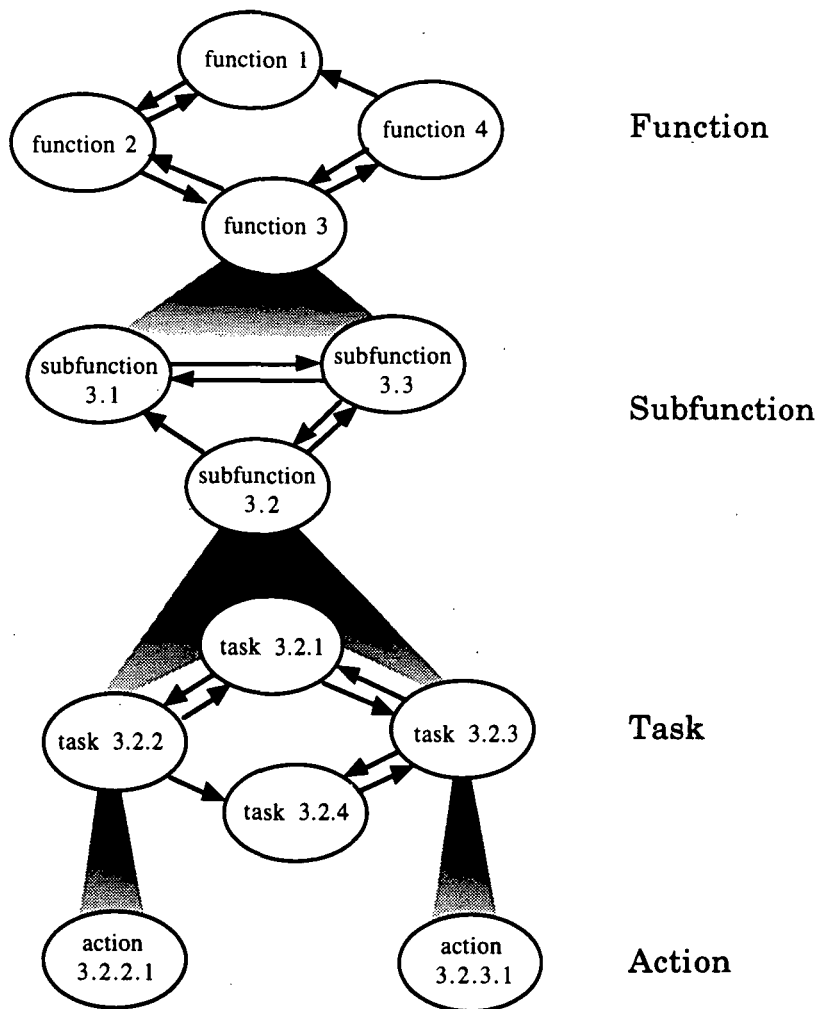 function 1
function 2
function 4
Function
function 3
subfunction
3.1
subfunction
3.3
Subfunction
subfunction
3.2
task 3.2.1
task 3.2.2
task 3.2.3
Task
task 3.2.4
action
3.2.2.1
action
3.2.3.1
Action